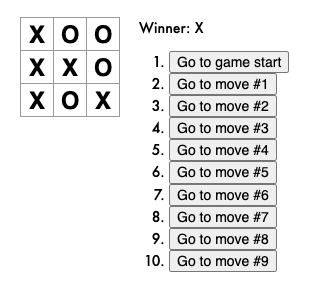 X O O
X X O
X O X
Winner: X
1. Go to game start
2. Go to move #1
3. Go to move #2
4. Go to move #3
5. Go to move #4
6. Go to move #5
7. Go to move #6
8. Go to move #7
9. Go to move #8
10. Go to move #9